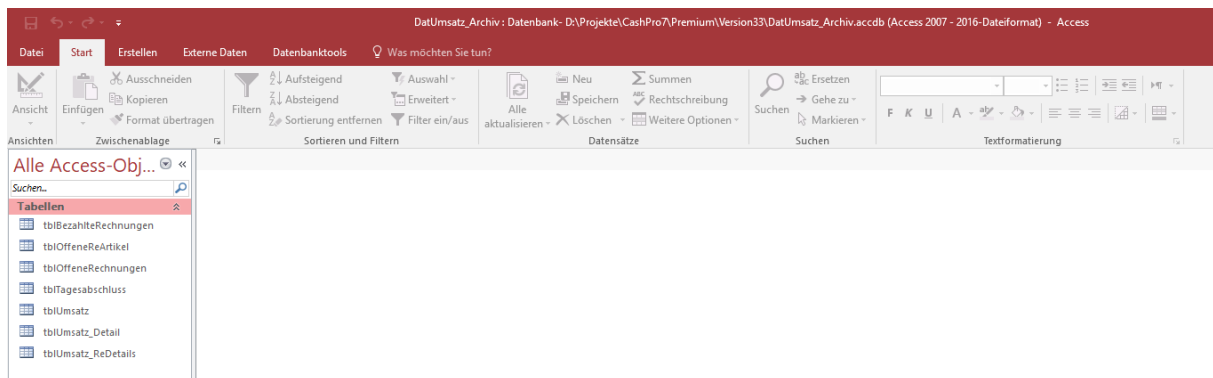 DatUmsatz_Archiv : Datenbank- D:\Projekte\CashPro7\Premium\Version33\DatUmsatz_Archiv.accdb (Access 2007 - 2016-Dateiformat) - Access
Datei Start Erstellen Externe Daten Datenbanktools Was möchten Sie tun?
Ansicht
Einfügen
Ausschneiden
Kopieren
Format übertragen
Filtern
Aufsteigend
Absteigend
Sortierung entfernen
Auswahl
Erweitert
Filter ein/aus
Alle
aktualisieren
Neu
Speichern
Löschen
Summen
Rechtschreibung
Weitere Optionen
Suchen
Ersetzen
Gehe zu
Markieren
F K U A
Ansichten Zwischenablage Sortieren und Filtern Datensätze Suchen Textformatierung
Alle Access-Obj... «
Suchen...
Tabellen
tblBezahlteRechnungen
tblOffeneReArtikel
tblOffeneRechnungen
tblTagesabschluss
tblUmsatz
tblUmsatz_Detail
tblUmsatz_ReDetails